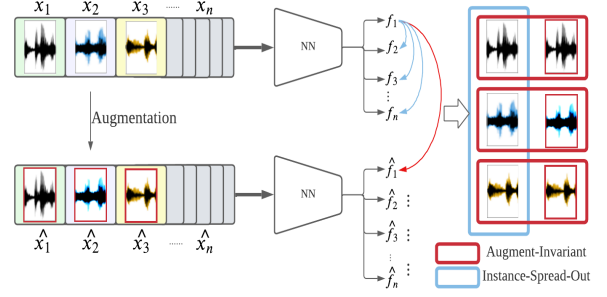 x₁ x₂ x₃ ...... xₙ
NN
f₁
f₂
f₃
⋮
fₙ
Augmentation
NN
f̂₁
f̂₂ ⋮
f̂₃ ⋮
⋮
f̂ₙ ⋮
x̂₁ x̂₂ x̂₃ ...... x̂ₙ
Augment-Invariant
Instance-Spread-Out